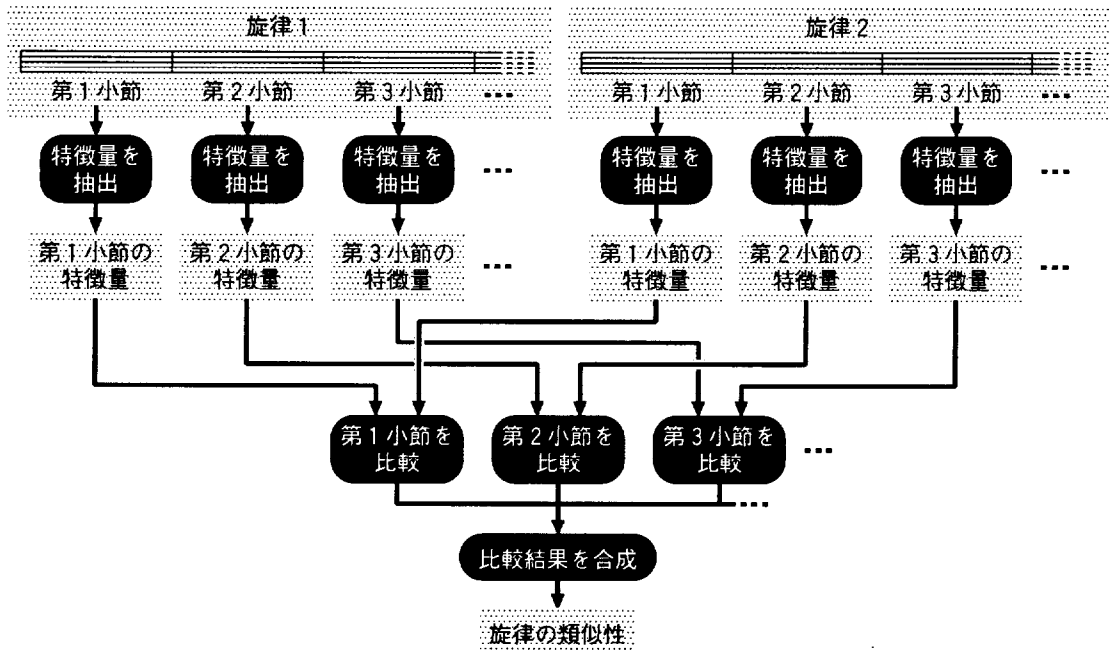 旋律1
旋律2
第1小節 第2小節 第3小節 …
第1小節 第2小節 第3小節 …
特徴量を
抽出
特徴量を
抽出
特徴量を
抽出
…
特徴量を
抽出
特徴量を
抽出
特徴量を
抽出
…
第1小節の
特徴量
第2小節の
特徴量
第3小節の
特徴量
…
第1小節の
特徴量
第2小節の
特徴量
第3小節の
特徴量
…
第1小節を
比較
第2小節を
比較
第3小節を
比較
…
比較結果を合成
旋律の類似性